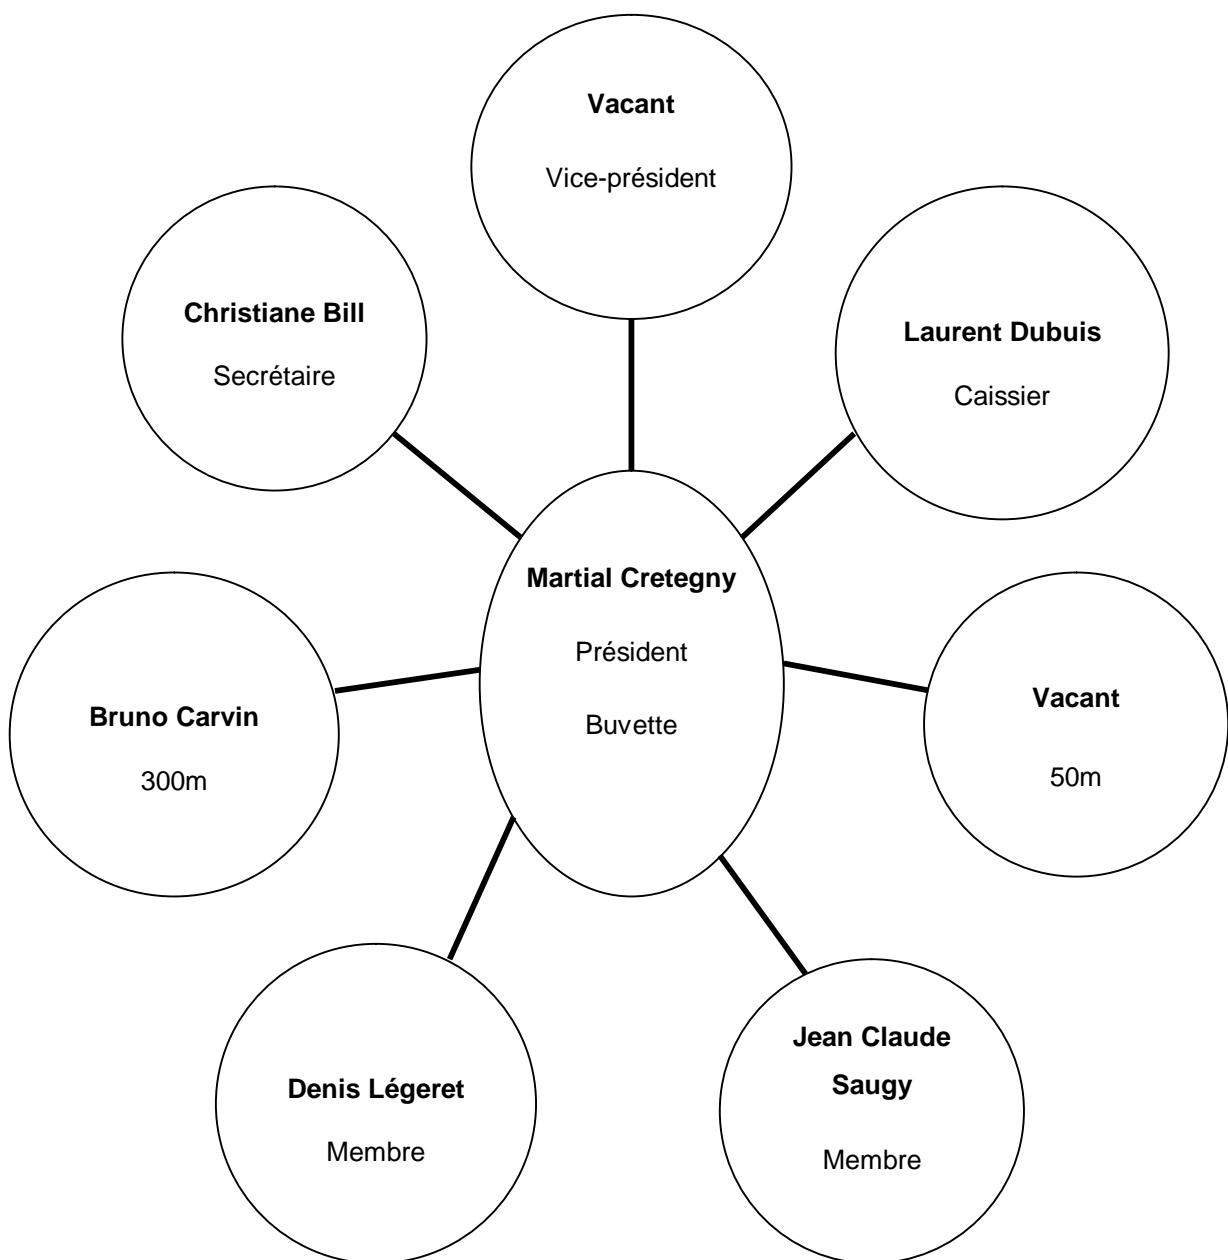 Vacant
Vice-président
Christiane Bill
Secrétaire
Laurent Dubuis
Caissier
Martial Cretegny
Président
Buvette
Bruno Carvin
300m
Vacant
50m
Denis Légeret
Membre
Jean Claude
Saugy
Membre